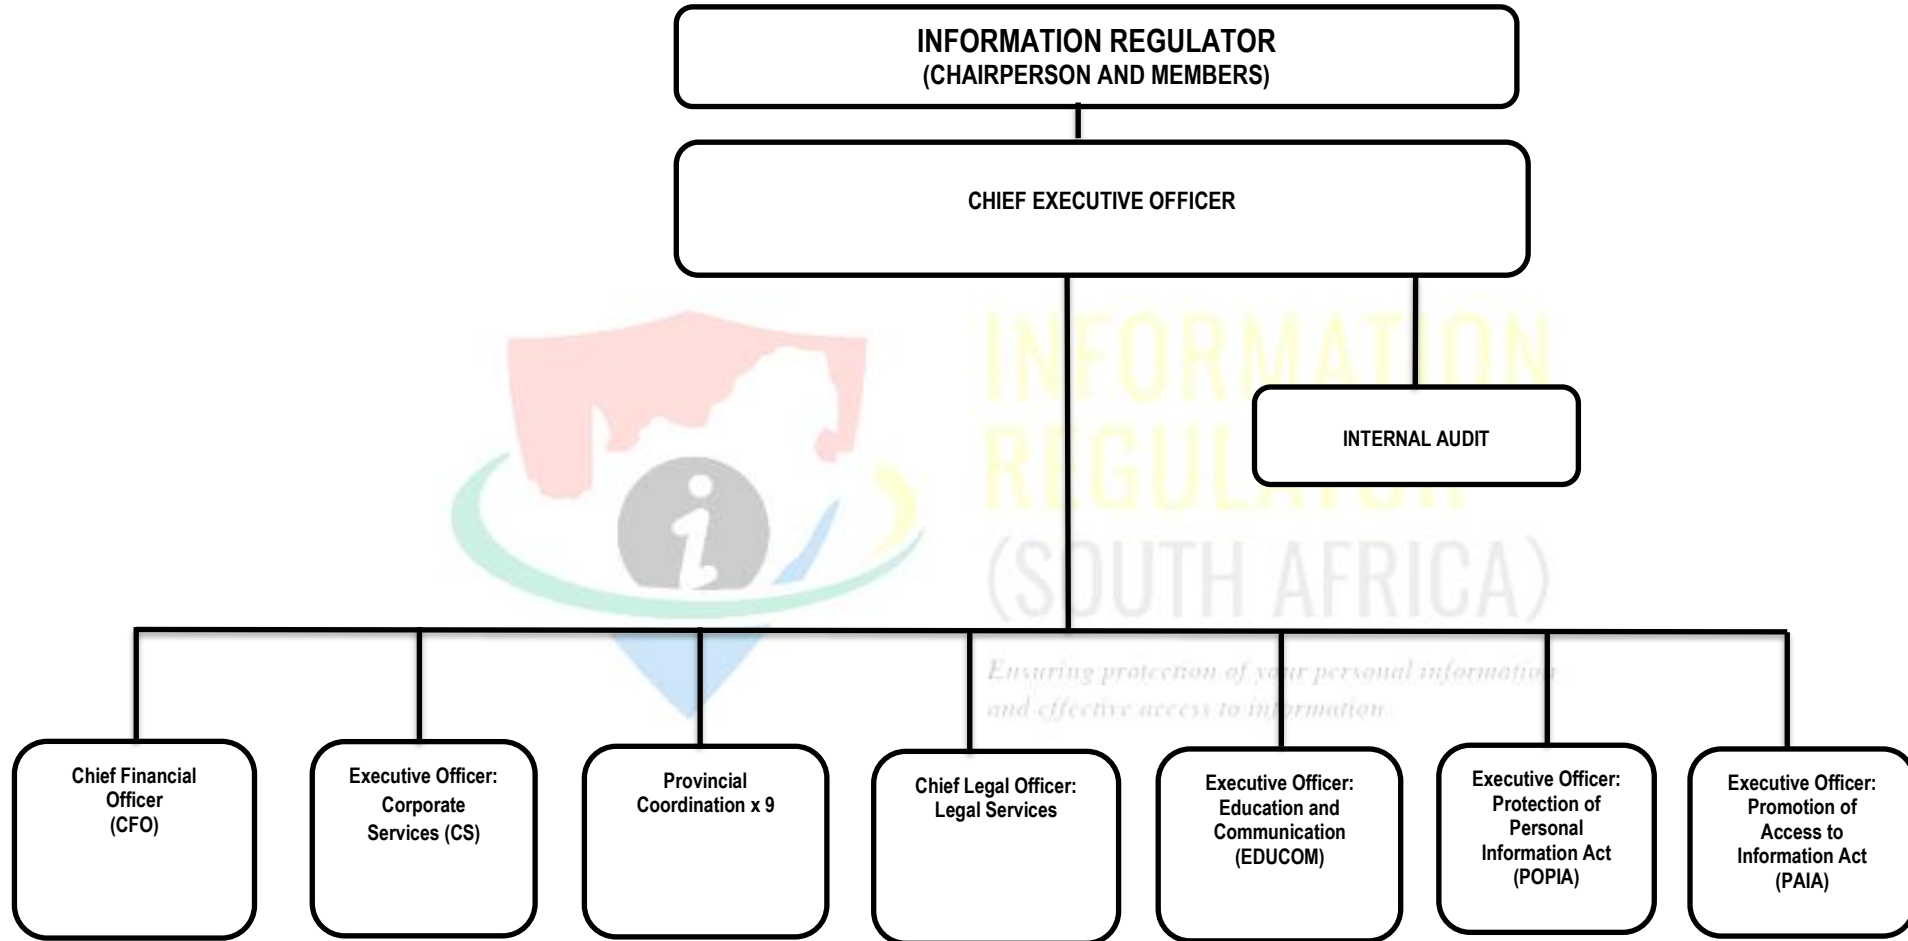 INFORMATION REGULATOR
(CHAIRPERSON AND MEMBERS)
CHIEF EXECUTIVE OFFICER
INFORMATION
REGULATOR
(SOUTH AFRICA)
Ensuring protection of your personal information
and effective access to information
INTERNAL AUDIT
Chief Financial
Officer
(CFO)
Executive Officer:
Corporate
Services (CS)
Provincial
Coordination x 9
Chief Legal Officer:
Legal Services
Executive Officer:
Education and
Communication
(EDUCOM)
Executive Officer:
Protection of
Personal
Information Act
(POPIA)
Executive Officer:
Promotion of
Access to
Information Act
(PAIA)